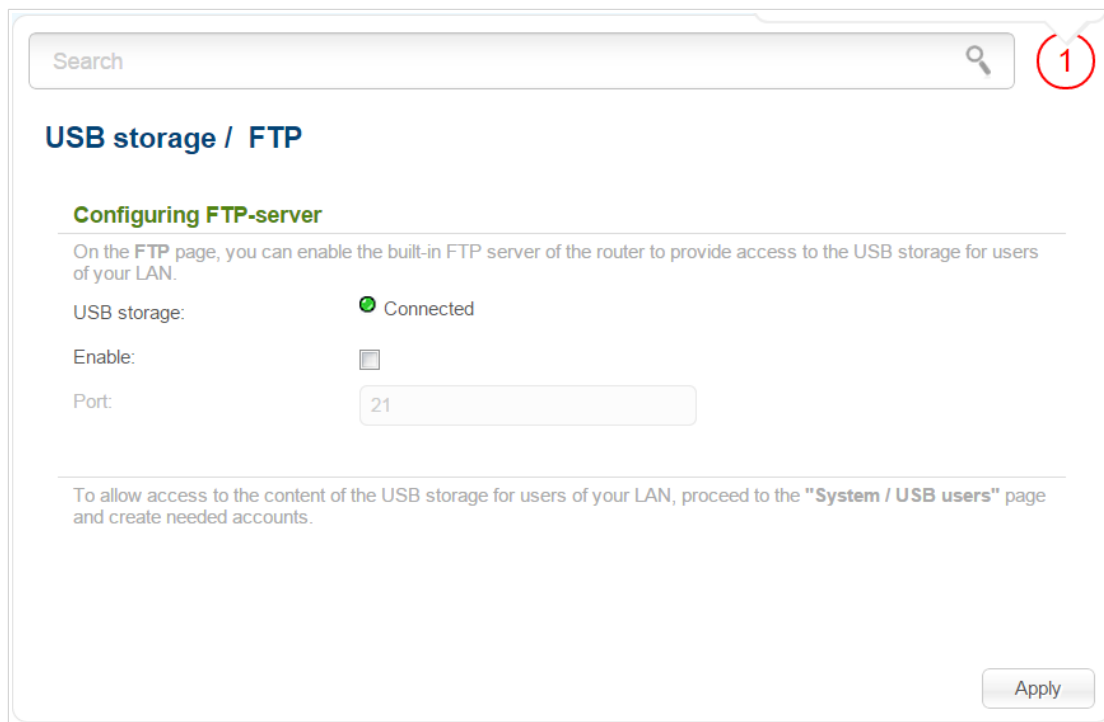 Search
1
USB storage /  FTP
Configuring FTP-server
On the FTP page, you can enable the built-in FTP server of the router to provide access to the USB storage for users
of your LAN.
USB storage: Connected
Enable:
Port: 21
To allow access to the content of the USB storage for users of your LAN, proceed to the "System / USB users" page
and create needed accounts.
Apply